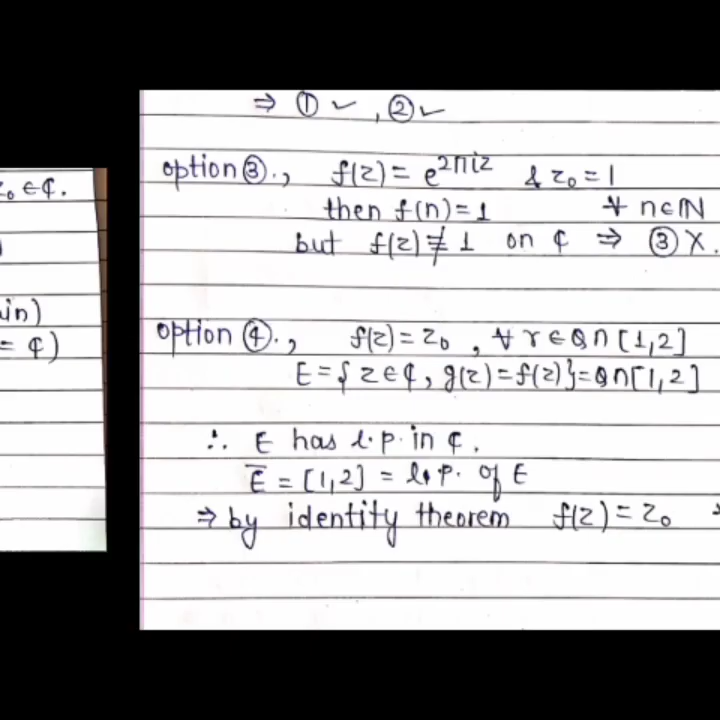 ⇒ ① ✓ , ② ✓
option ③., f(z) = e^2πiz & z₀ = 1
then f(n) = 1 ∀ n ∈ ℕ
but f(z) ≢ 1 on ₵ ⇒ ③ X.
option ④., f(z) = z₀ , ∀ r ∈ Q ∩ [1,2]
E = { z ∈ ₵, g(z) = f(z)} = Q ∩ [1,2]
∴ E has l.p. in ₵.
E̅ = [1,2] = l.p. of E
⇒ by identity theorem f(z) = z₀
z₀ ∈ ₵.
in)
= ₵)